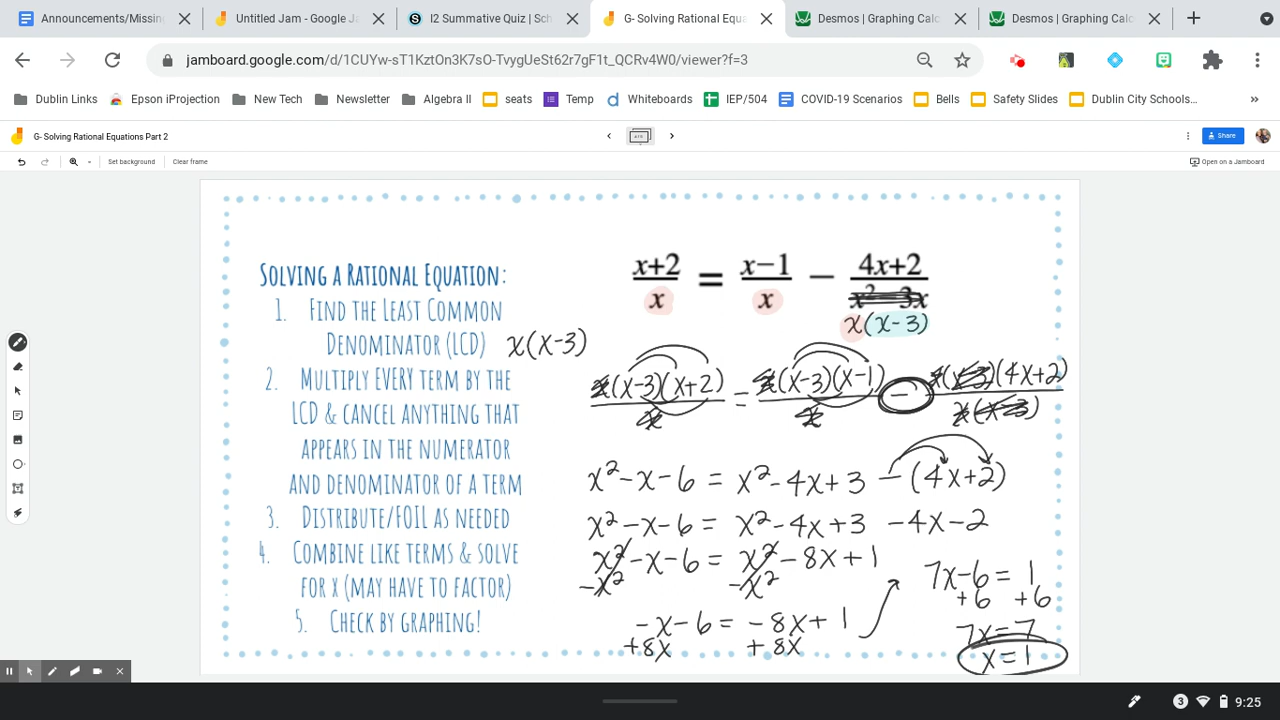 Announcements/Missing
Untitled Jam - Google Ja
I2 Summative Quiz | Sch
G- Solving Rational Equa
Desmos | Graphing Calc
Desmos | Graphing Calc
jamboard.google.com/d/1CUYw-sT1KztOn3K7sO-TvygUeSt62r7gF1t_QCRv4W0/viewer?f=3
Dublin Links
Epson iProjection
New Tech
Newsletter
Algebra II
seats
Temp
Whiteboards
IEP/504
COVID-19 Scenarios
Bells
Safety Slides
Dublin City Schools...
G- Solving Rational Equations Part 2
Share
Set background
Clear frame
Open on a Jamboard
SOLVING A RATIONAL EQUATION:
1. FIND THE LEAST COMMON
DENOMINATOR (LCD) x(x-3)
2. MULTIPLY EVERY TERM BY THE
LCD & CANCEL ANYTHING THAT
APPEARS IN THE NUMERATOR
AND DENOMINATOR OF A TERM
3. DISTRIBUTE/FOIL AS NEEDED
4. COMBINE LIKE TERMS & SOLVE
FOR X (MAY HAVE TO FACTOR)
5. CHECK BY GRAPHING!
x+2 = x−1 − 4x+2
x x x²−3x
x(x-3)
x(x-3)(x+2) = x(x-3)(x-1) - x(x-3)(4x+2)
x x x(x-3)
x²-x-6 = x²-4x+3 -(4x+2)
x²-x-6 = x²-4x+3 -4x-2
x²-x-6 = x²-8x+1
-x² -x²
-x-6 = -8x+1
+8x +8x
7x-6 = 1
+6 +6
7x=7
x=1
3
9:25